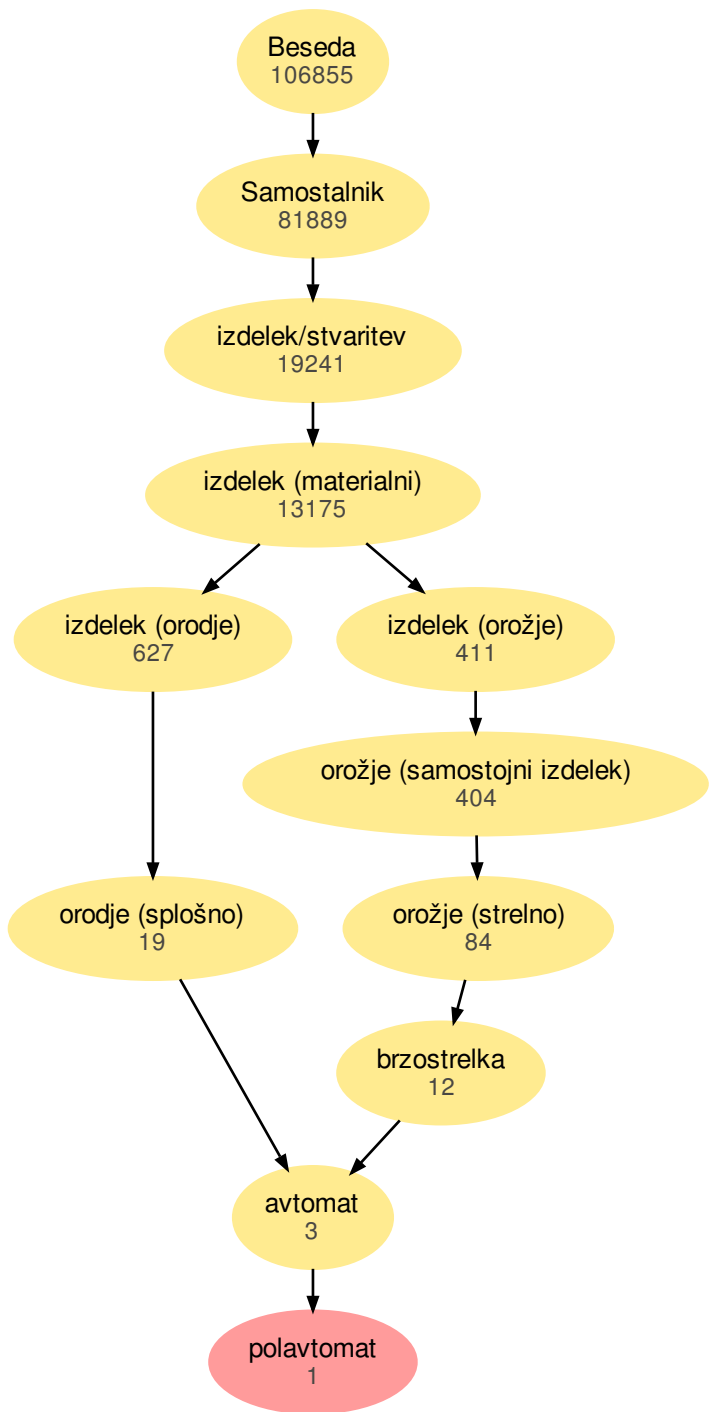 Beseda
106855
Samostalnik
81889
izdelek/stvaritev
19241
izdelek (materialni)
13175
izdelek (orodje)
627
izdelek (orožje)
411
orožje (samostojni izdelek)
404
orodje (splošno)
19
orožje (strelno)
84
brzostrelka
12
avtomat
3
polavtomat
1